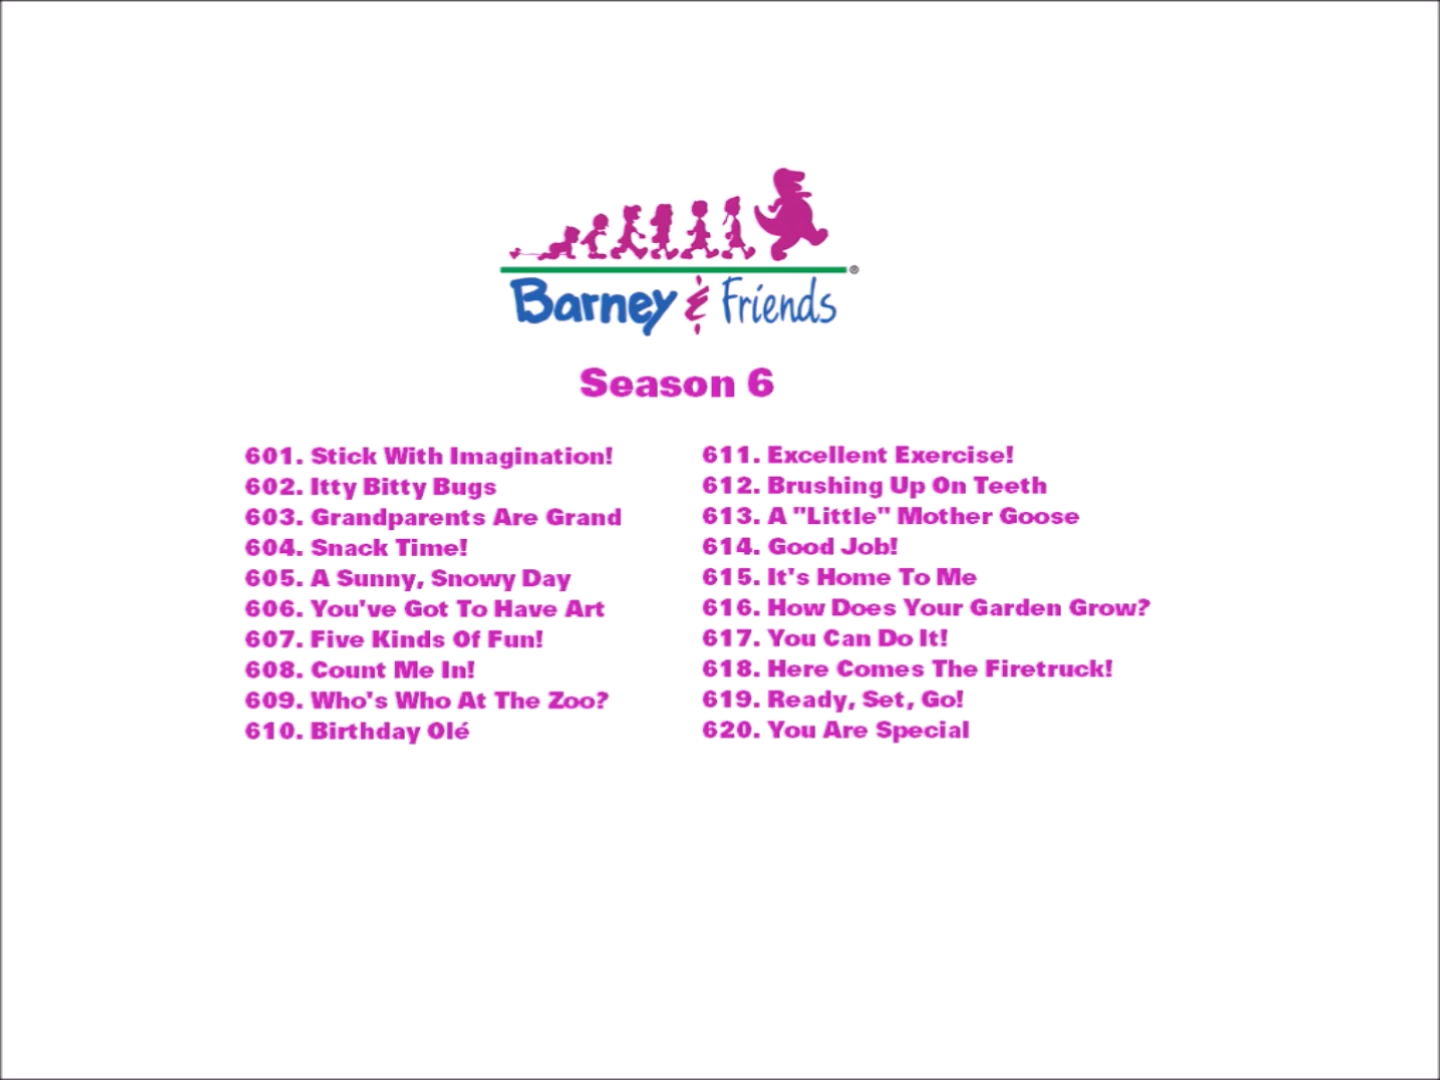 Barney & Friends
®
Season 6
601. Stick With Imagination!
602. Itty Bitty Bugs
603. Grandparents Are Grand
604. Snack Time!
605. A Sunny, Snowy Day
606. You've Got To Have Art
607. Five Kinds Of Fun!
608. Count Me In!
609. Who's Who At The Zoo?
610. Birthday Olé
611. Excellent Exercise!
612. Brushing Up On Teeth
613. A "Little" Mother Goose
614. Good Job!
615. It's Home To Me
616. How Does Your Garden Grow?
617. You Can Do It!
618. Here Comes The Firetruck!
619. Ready, Set, Go!
620. You Are Special